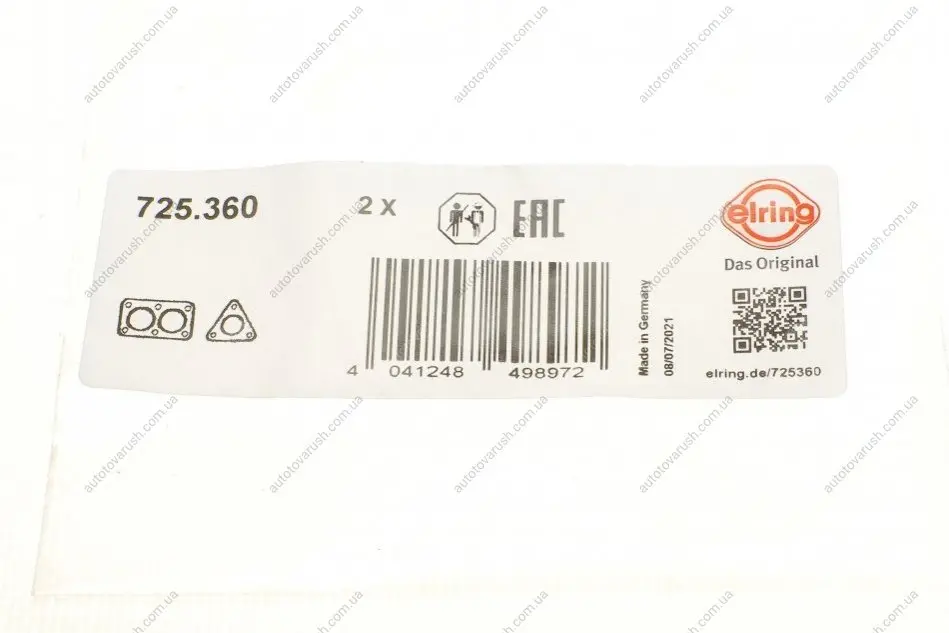 725.360
2 X
EAC
elring
Das Original
4 041248 498972
Made in Germany
08/07/2021
elring.de/725360
autotovarush.com.ua